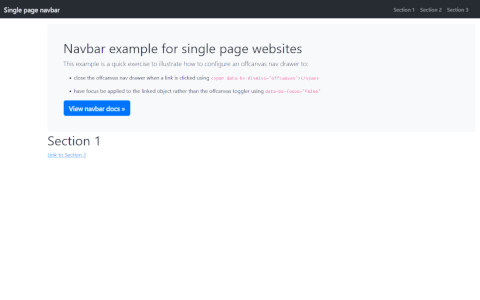 Single page navbar
Section 1 Section 2 Section 3
Navbar example for single page websites
This example is a quick exercise to illustrate how to configure an offcanvas nav drawer to:
close the offcanvas nav drawer when a link is clicked using <span data-bs-dismiss="offcanvas"></span>
have focus be applied to the linked object rather than the offcanvas toggler using data-bs-focus="false"
View navbar docs »
Section 1
Link to Section 2